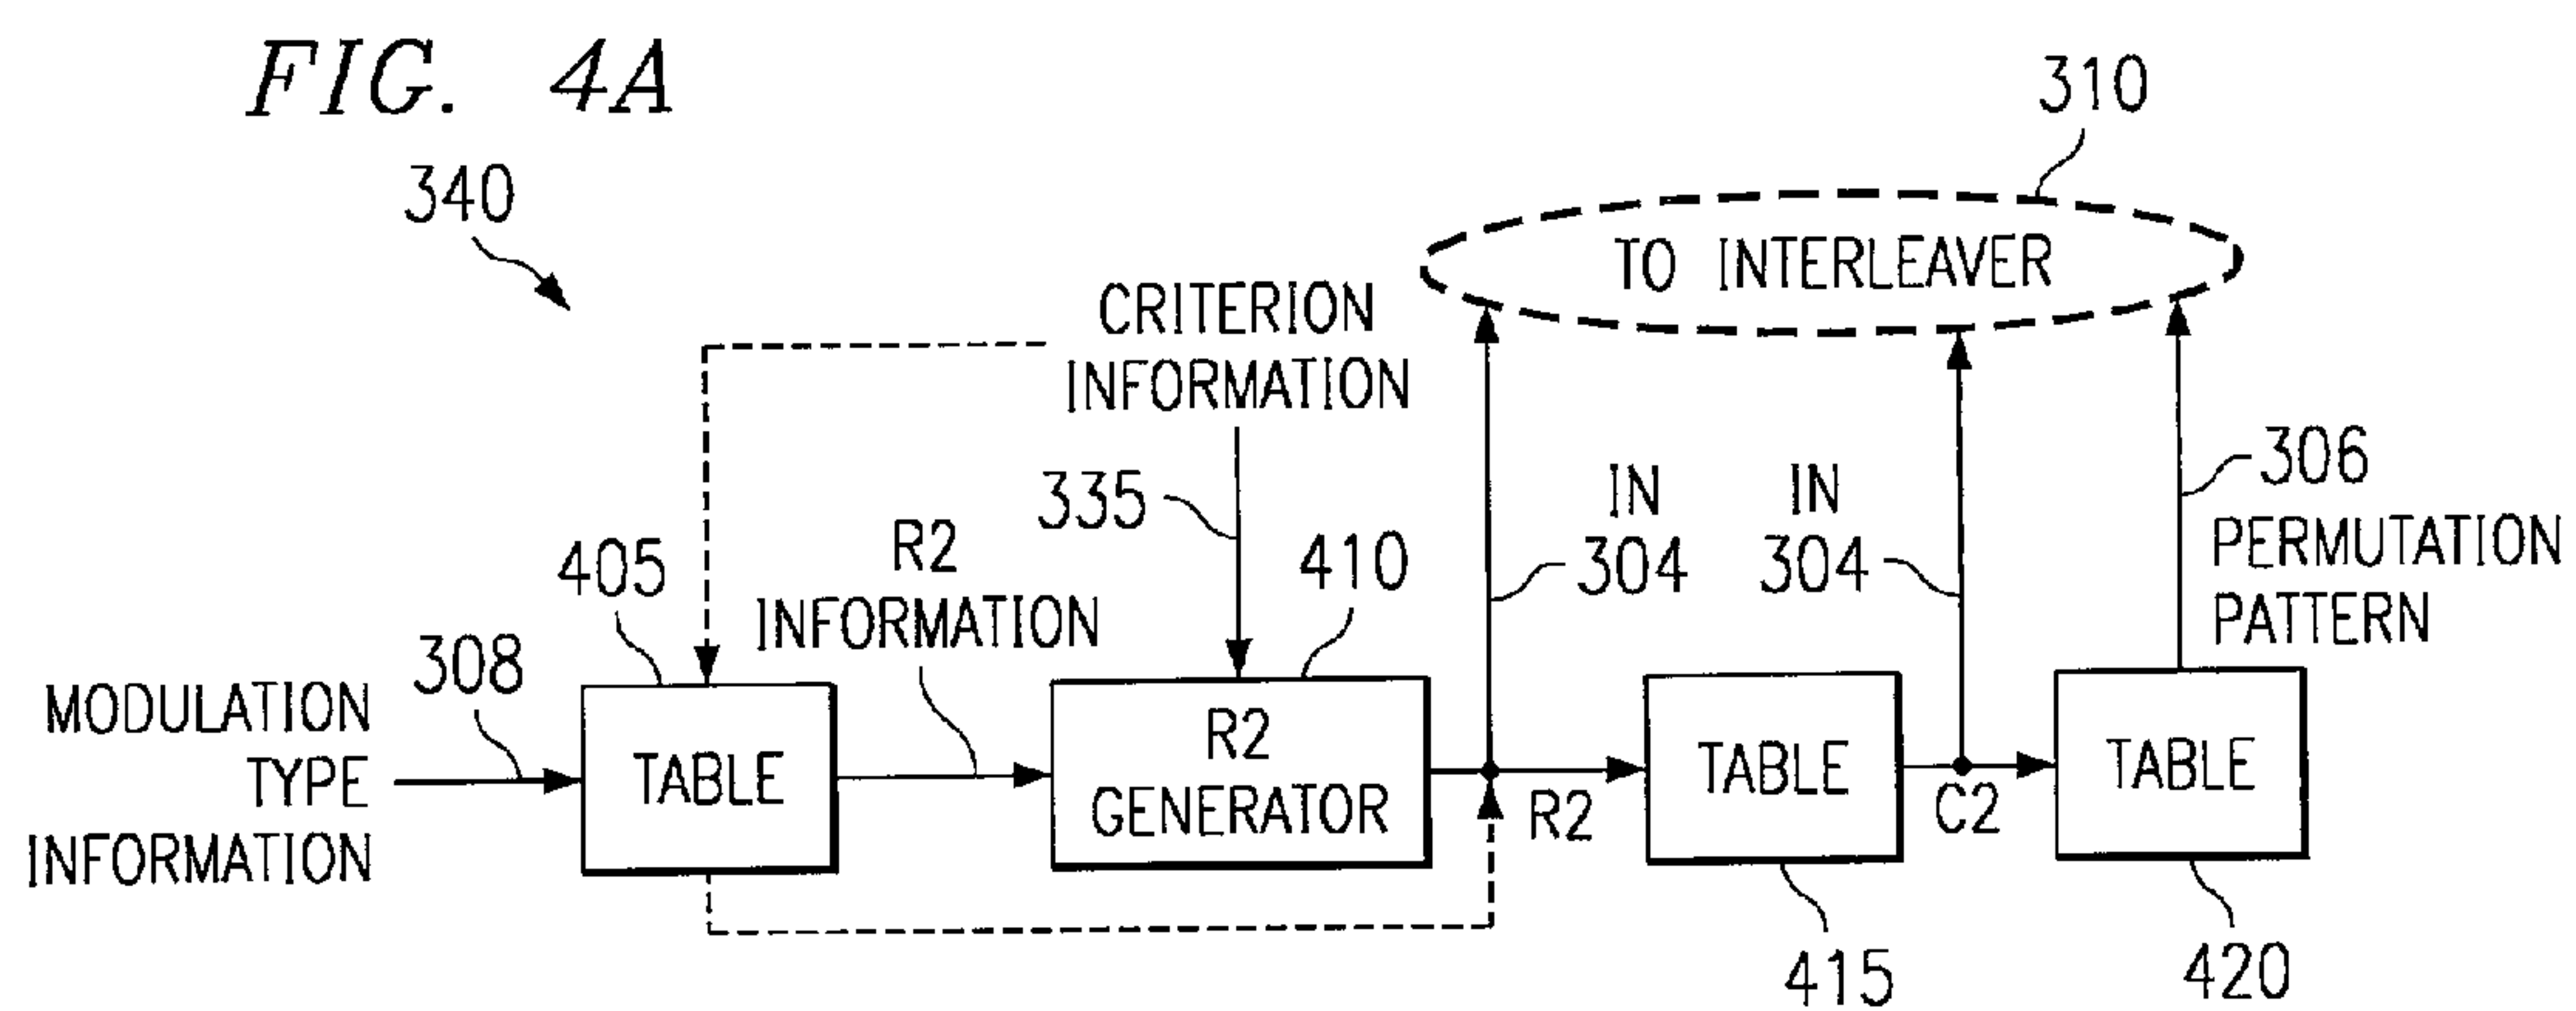 FIG. 4A
340
310
TO INTERLEAVER
CRITERION
INFORMATION
335
IN
304
IN
304
306
PERMUTATION
PATTERN
R2
INFORMATION
405
410
308
MODULATION
TYPE
INFORMATION
TABLE
R2
GENERATOR
R2
TABLE
C2
TABLE
415
420